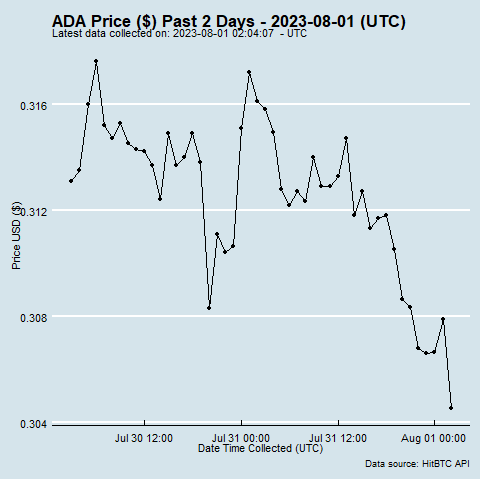 ADA Price ($) Past 2 Days - 2023-08-01 (UTC)
Latest data collected on: 2023-08-01 02:04:07  - UTC
0.316
0.312
0.308
0.304
Price USD ($)
Jul 30 12:00
Jul 31 00:00
Jul 31 12:00
Aug 01 00:00
Date Time Collected (UTC)
Data source: HitBTC API